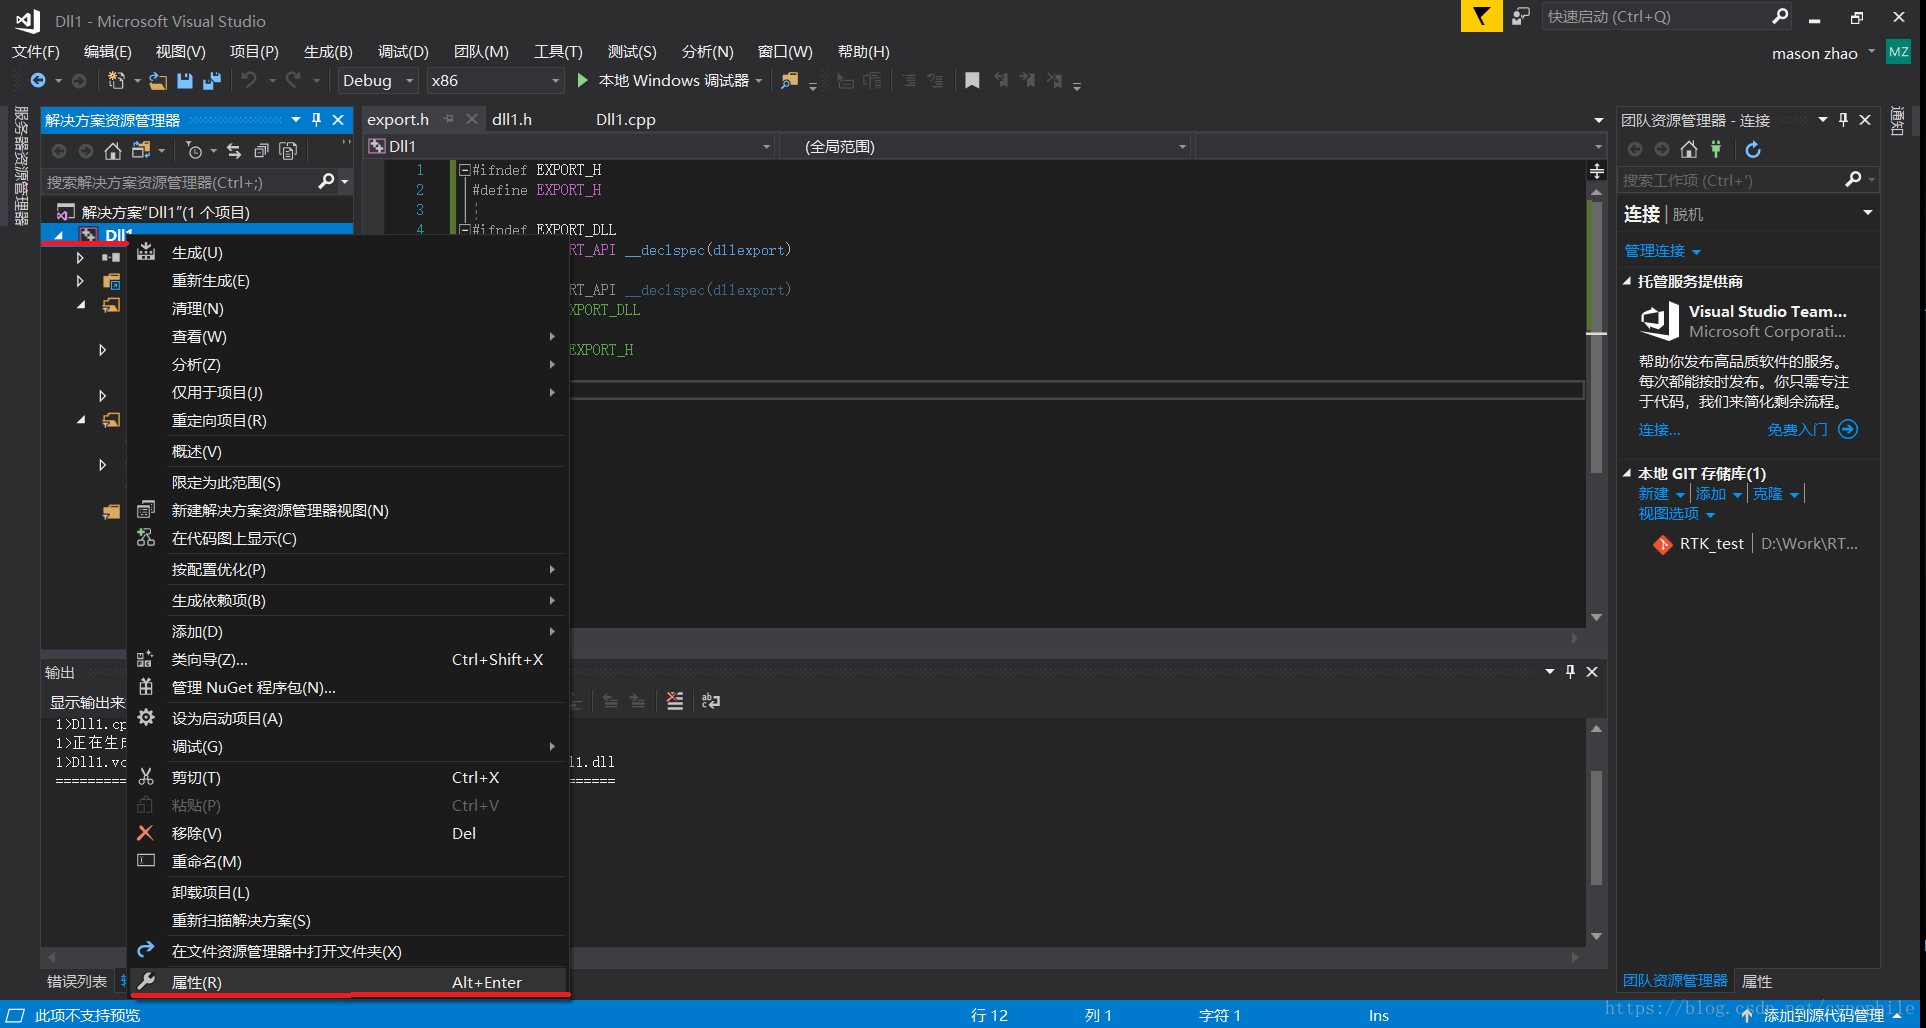 Dll1 - Microsoft Visual Studio
快速启动 (Ctrl+Q)
文件(F) 编辑(E) 视图(V) 项目(P) 生成(B) 调试(D) 团队(M) 工具(T) 测试(S) 分析(N) 窗口(W) 帮助(H)
mason zhao MZ
Debug x86 本地 Windows 调试器
服务器资源管理器
解决方案资源管理器
搜索解决方案资源管理器(Ctrl+;)
解决方案"Dll1"(1 个项目)
Dll1
export.h dll1.h Dll1.cpp
Dll1 (全局范围)
1 #ifndef EXPORT_H
2 #define EXPORT_H
3
4 #ifndef EXPORT_DLL
RT_API __declspec(dllexport)
RT_API __declspec(dllexport)
XPORT_DLL
EXPORT_H
生成(U)
重新生成(E)
清理(N)
查看(W)
分析(Z)
仅用于项目(J)
重定向项目(R)
概述(V)
限定为此范围(S)
新建解决方案资源管理器视图(N)
在代码图上显示(C)
按配置优化(P)
生成依赖项(B)
添加(D)
类向导(Z)... Ctrl+Shift+X
管理 NuGet 程序包(N)...
设为启动项目(A)
调试(G)
剪切(T) Ctrl+X
粘贴(P) Ctrl+V
移除(V) Del
重命名(M)
卸载项目(L)
重新扫描解决方案(S)
在文件资源管理器中打开文件夹(X)
属性(R) Alt+Enter
输出
显示输出来
1>Dll1.cp
1>正在生成
1>Dll1.vc l1.dll
========== ======
错误列表
团队资源管理器 - 连接
通知
搜索工作项 (Ctrl+')
连接 | 脱机
管理连接
托管服务提供商
Visual Studio Team...
Microsoft Corporati...
帮助你发布高品质软件的服务。
每次都能按时发布。你只需专注
于代码，我们来简化剩余流程。
连接... 免费入门
本地 GIT 存储库(1)
新建 添加 克隆
视图选项
RTK_test D:\Work\RT...
团队资源管理器 属性
此项不支持预览 行 12 列 1 字符 1 Ins 添加到源代码管理